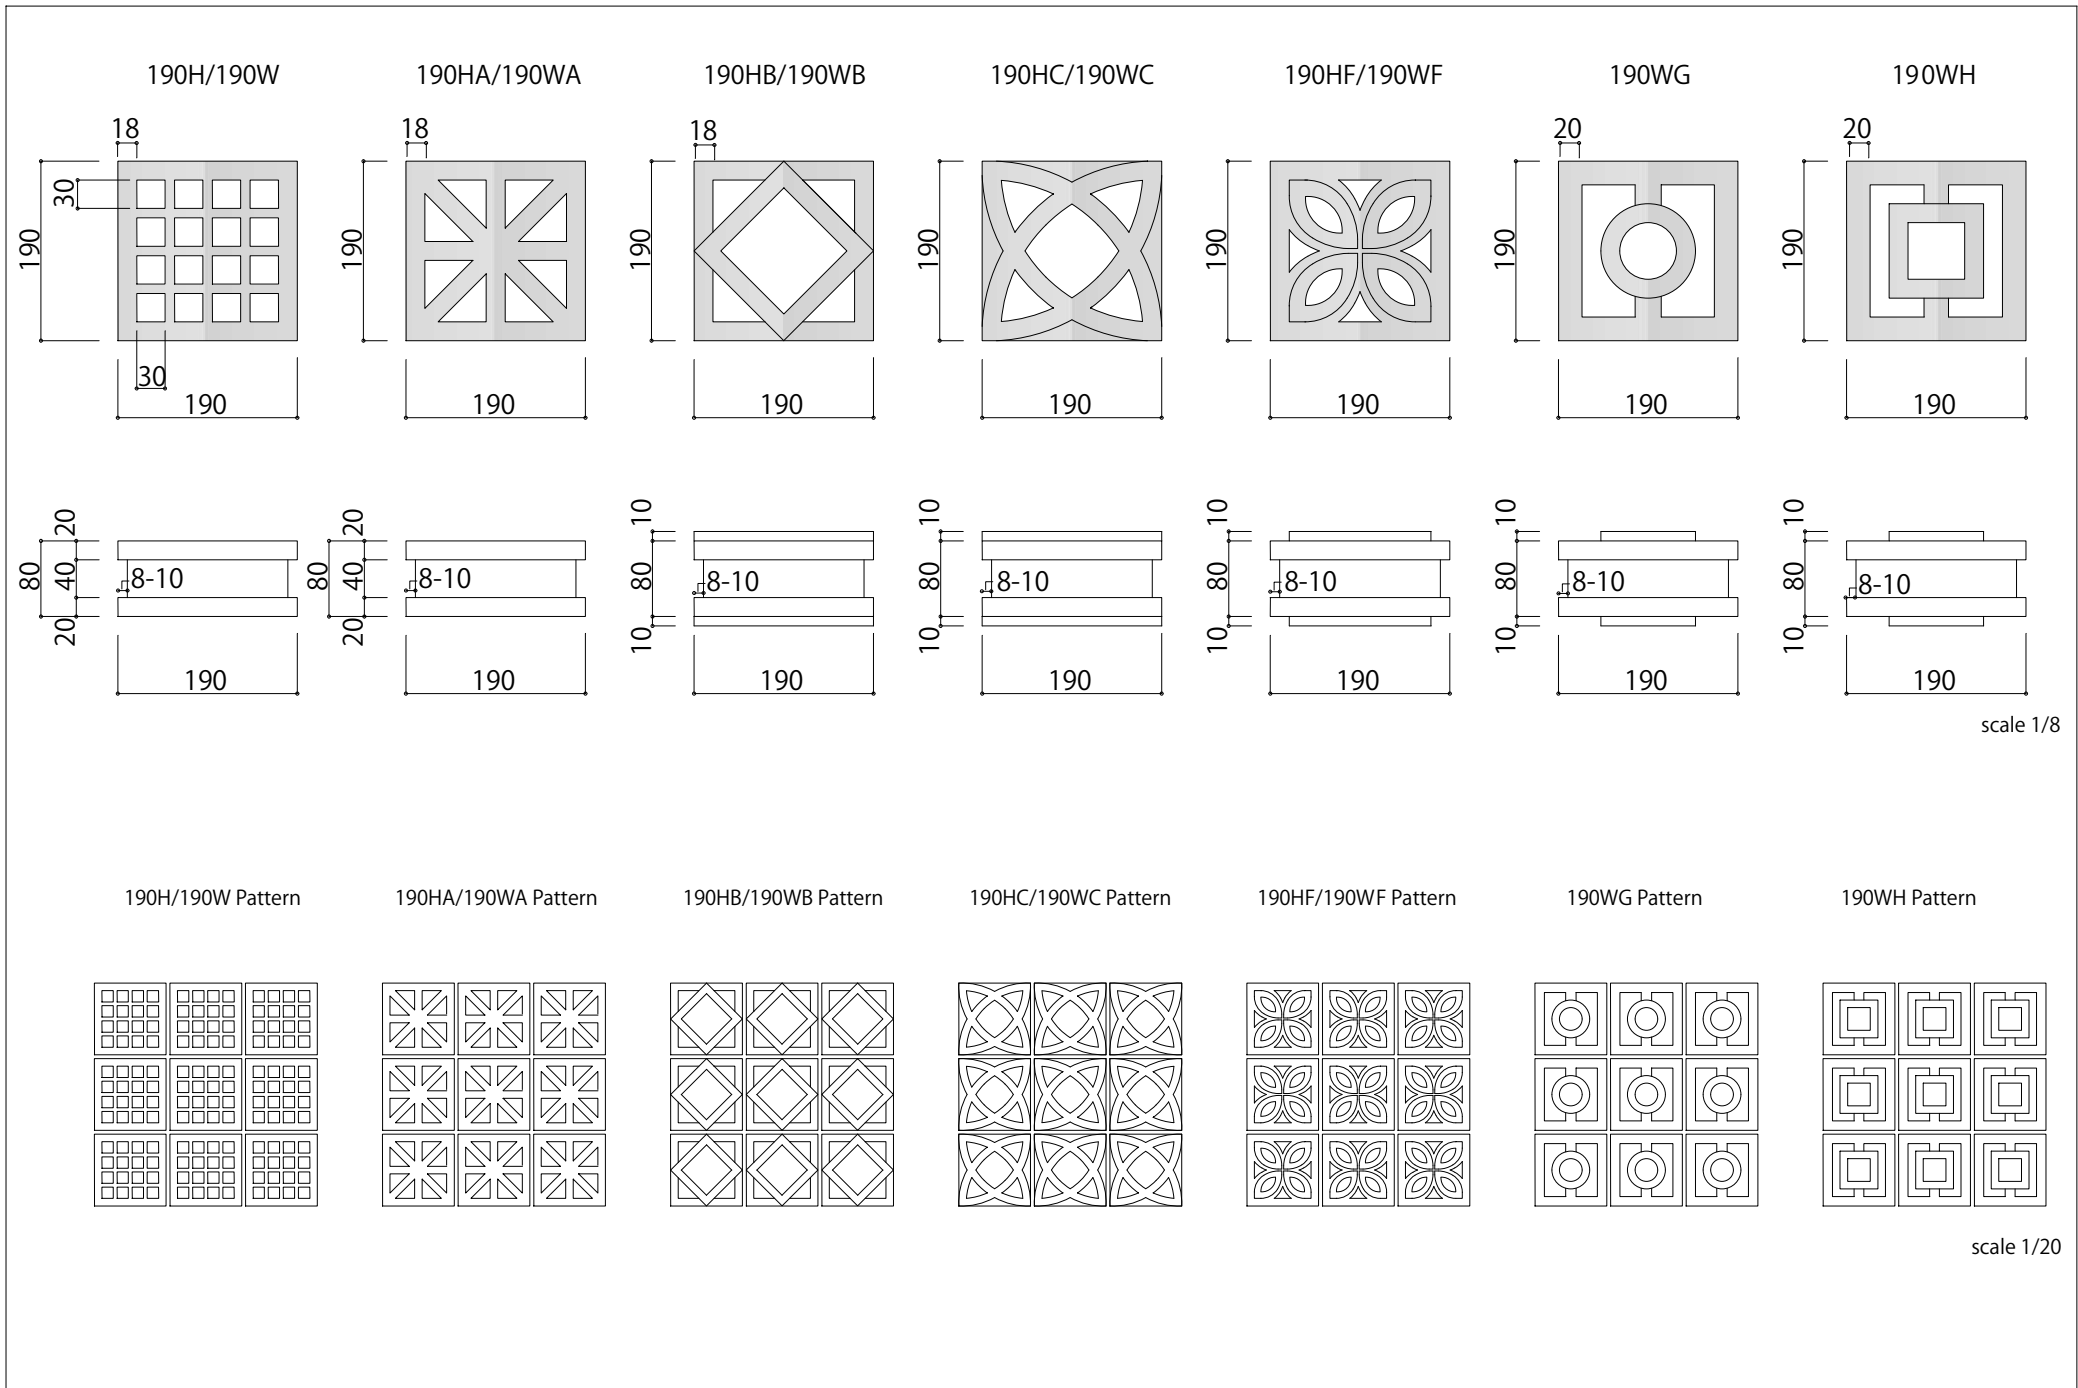 190H/190W 190HA/190WA 190HB/190WB 190HC/190WC 190HF/190WF 190WG 190WH
18 18 18 20 20
30
190 190 190 190 190 190 190
30
190 190 190 190 190 190 190
20 20 10 10 10 10 10
80 40 8-10 80 40 8-10 80 8-10 80 8-10 80 8-10 80 8-10 80 8-10
20 20 10 10 10 10 10
190 190 190 190 190 190 190
scale 1/8
190H/190W Pattern 190HA/190WA Pattern 190HB/190WB Pattern 190HC/190WC Pattern 190HF/190WF Pattern 190WG Pattern 190WH Pattern
scale 1/20